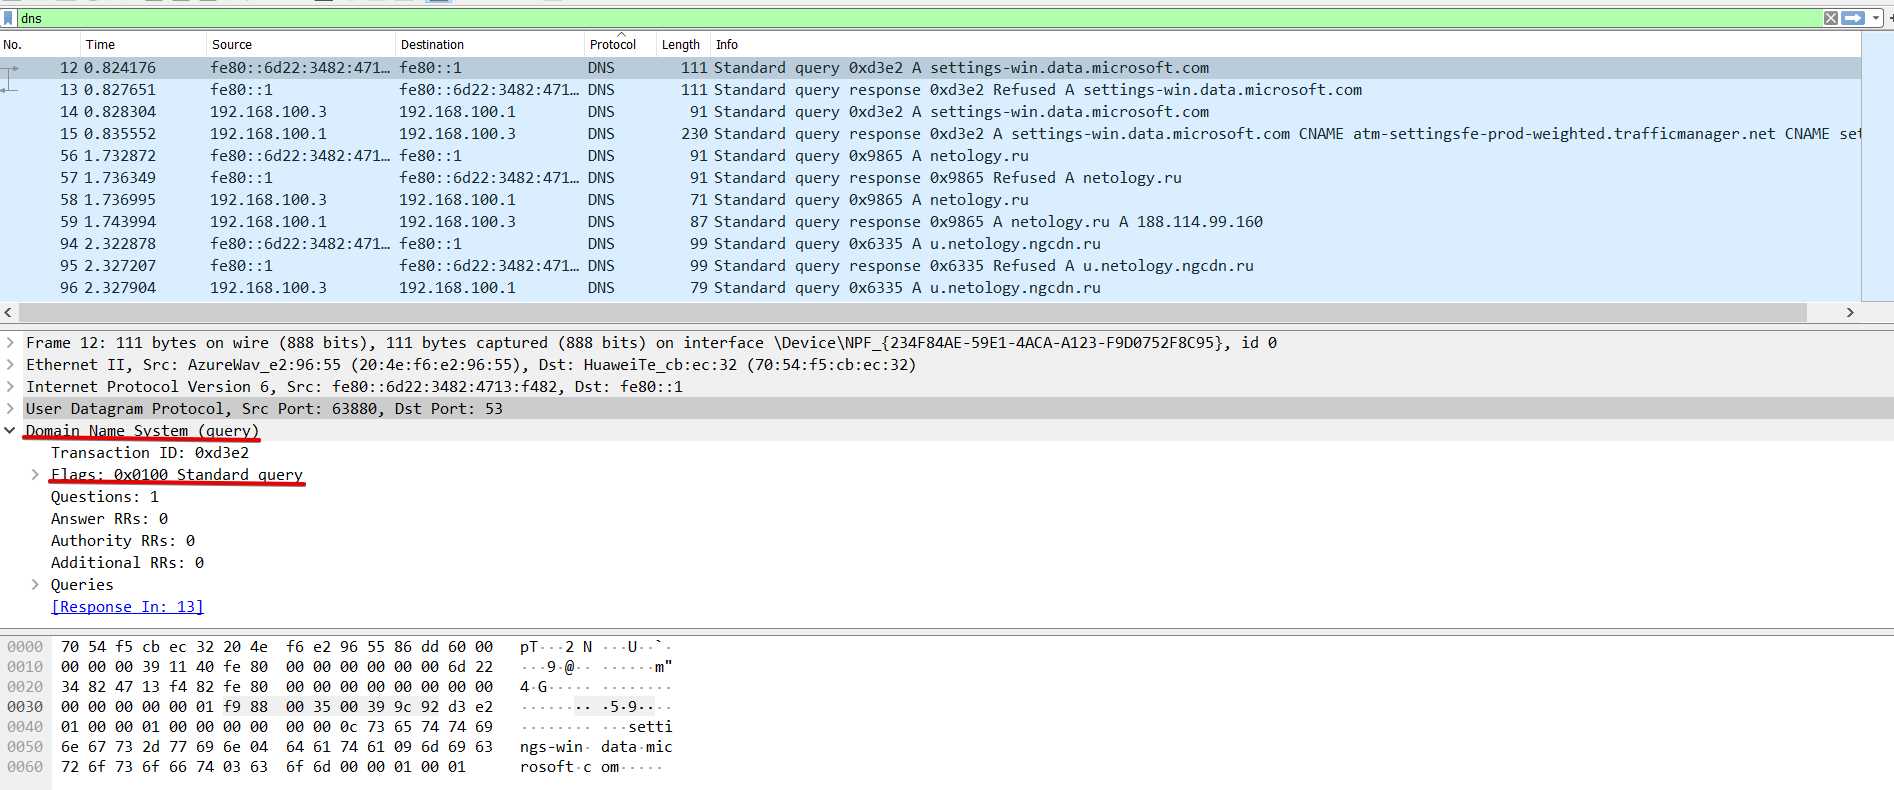 dns
No. Time Source Destination Protocol Length Info
12 0.824176 fe80::6d22:3482:471… fe80::1 DNS 111 Standard query 0xd3e2 A settings-win.data.microsoft.com
13 0.827651 fe80::1 fe80::6d22:3482:471… DNS 111 Standard query response 0xd3e2 Refused A settings-win.data.microsoft.com
14 0.828304 192.168.100.3 192.168.100.1 DNS 91 Standard query 0xd3e2 A settings-win.data.microsoft.com
15 0.835552 192.168.100.1 192.168.100.3 DNS 230 Standard query response 0xd3e2 A settings-win.data.microsoft.com CNAME atm-settingsfe-prod-weighted.trafficmanager.net CNAME set
56 1.732872 fe80::6d22:3482:471… fe80::1 DNS 91 Standard query 0x9865 A netology.ru
57 1.736349 fe80::1 fe80::6d22:3482:471… DNS 91 Standard query response 0x9865 Refused A netology.ru
58 1.736995 192.168.100.3 192.168.100.1 DNS 71 Standard query 0x9865 A netology.ru
59 1.743994 192.168.100.1 192.168.100.3 DNS 87 Standard query response 0x9865 A netology.ru A 188.114.99.160
94 2.322878 fe80::6d22:3482:471… fe80::1 DNS 99 Standard query 0x6335 A u.netology.ngcdn.ru
95 2.327207 fe80::1 fe80::6d22:3482:471… DNS 99 Standard query response 0x6335 Refused A u.netology.ngcdn.ru
96 2.327904 192.168.100.3 192.168.100.1 DNS 79 Standard query 0x6335 A u.netology.ngcdn.ru
Frame 12: 111 bytes on wire (888 bits), 111 bytes captured (888 bits) on interface \Device\NPF_{234F84AE-59E1-4ACA-A123-F9D0752F8C95}, id 0
Ethernet II, Src: AzureWav_e2:96:55 (20:4e:f6:e2:96:55), Dst: HuaweiTe_cb:ec:32 (70:54:f5:cb:ec:32)
Internet Protocol Version 6, Src: fe80::6d22:3482:4713:f482, Dst: fe80::1
User Datagram Protocol, Src Port: 63880, Dst Port: 53
Domain Name System (query)
Transaction ID: 0xd3e2
Flags: 0x0100 Standard query
Questions: 1
Answer RRs: 0
Authority RRs: 0
Additional RRs: 0
Queries
[Response In: 13]
0000 70 54 f5 cb ec 32 20 4e f6 e2 96 55 86 dd 60 00 pT···2 N ···U··`·
0010 00 00 00 39 11 40 fe 80 00 00 00 00 00 00 6d 22 ···9·@·· ······m"
0020 34 82 47 13 f4 82 fe 80 00 00 00 00 00 00 00 00 4·G····· ········
0030 00 00 00 00 00 01 f9 88 00 35 00 39 9c 92 d3 e2 ········ ·5·9····
0040 01 00 00 01 00 00 00 00 00 00 0c 73 65 74 74 69 ········ ···setti
0050 6e 67 73 2d 77 69 6e 04 64 61 74 61 09 6d 69 63 ngs-win· data·mic
0060 72 6f 73 6f 66 74 03 63 6f 6d 00 00 01 00 01 rosoft·c om·····